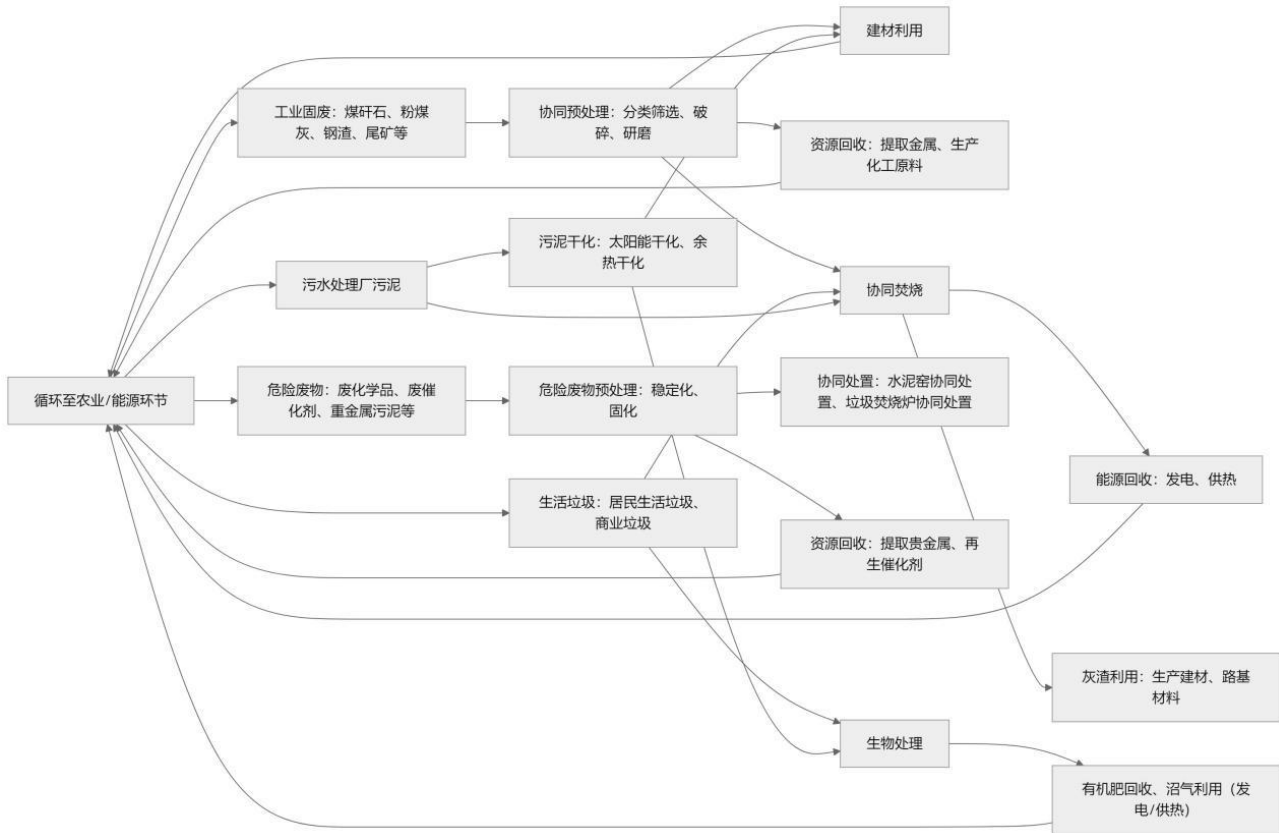 建材利用
工业固废：煤矸石、粉煤
灰、钢渣、尾矿等
协同预处理：分类筛选、破
碎、研磨
资源回收：提取金属、生产
化工原料
污泥干化：太阳能干化、余
热干化
污水处理厂污泥
协同焚烧
循环至农业/能源环节
危险废物：废化学品、废催
化剂、重金属污泥等
危险废物预处理：稳定化、
固化
协同处置：水泥窑协同处
置、垃圾焚烧炉协同处置
能源回收：发电、供热
生活垃圾：居民生活垃圾、
商业垃圾
资源回收：提取贵金属、再
生催化剂
灰渣利用：生产建材、路基
材料
生物处理
有机肥回收、沼气利用（发
电/供热）